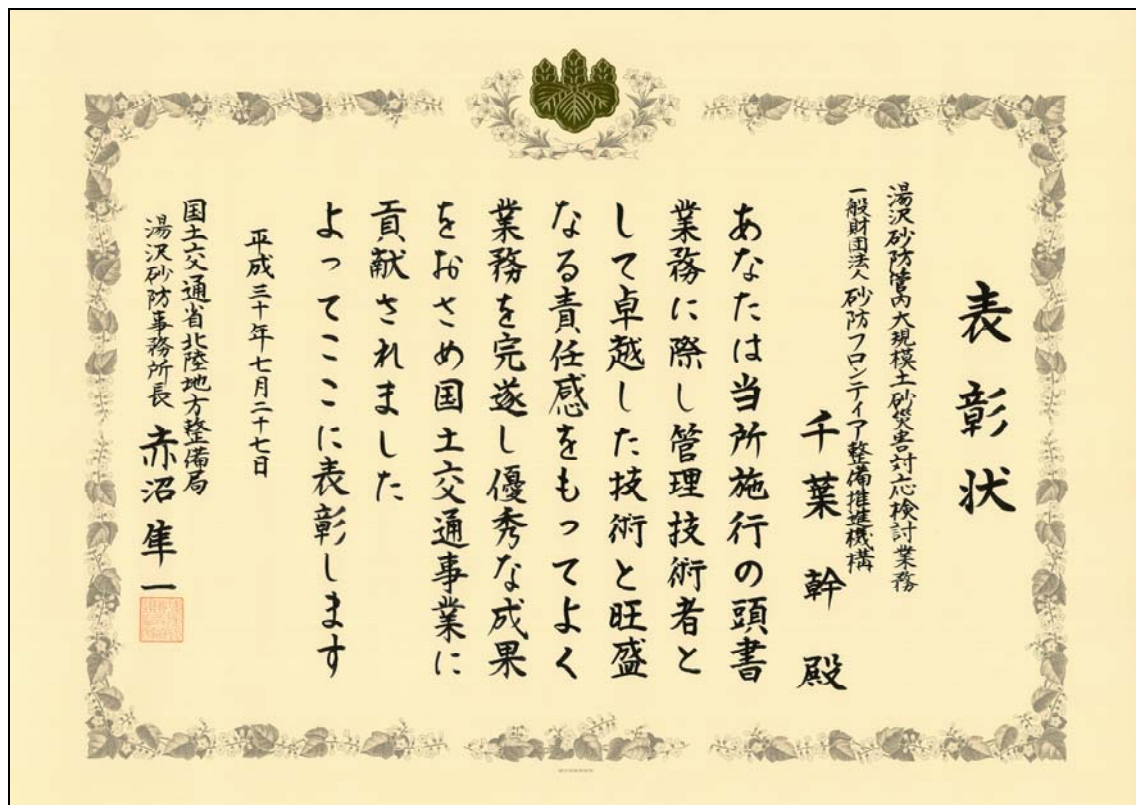 表彰状
湯沢砂防管内大規模土砂災害対応検討業務
一般財団法人 砂防フロンティア整備推進機構
千葉 幹 殿
あなたは当所施行の頭書
業務に際し管理技術者と
して卓越した技術と旺盛
なる責任感をもってよく
業務を完遂し優秀な成果
をおさめ国土交通事業に
貢献されました
よってここに表彰します
平成三十年七月二十七日
国土交通省北陸地方整備局
湯沢砂防事務所長 赤沼隼一